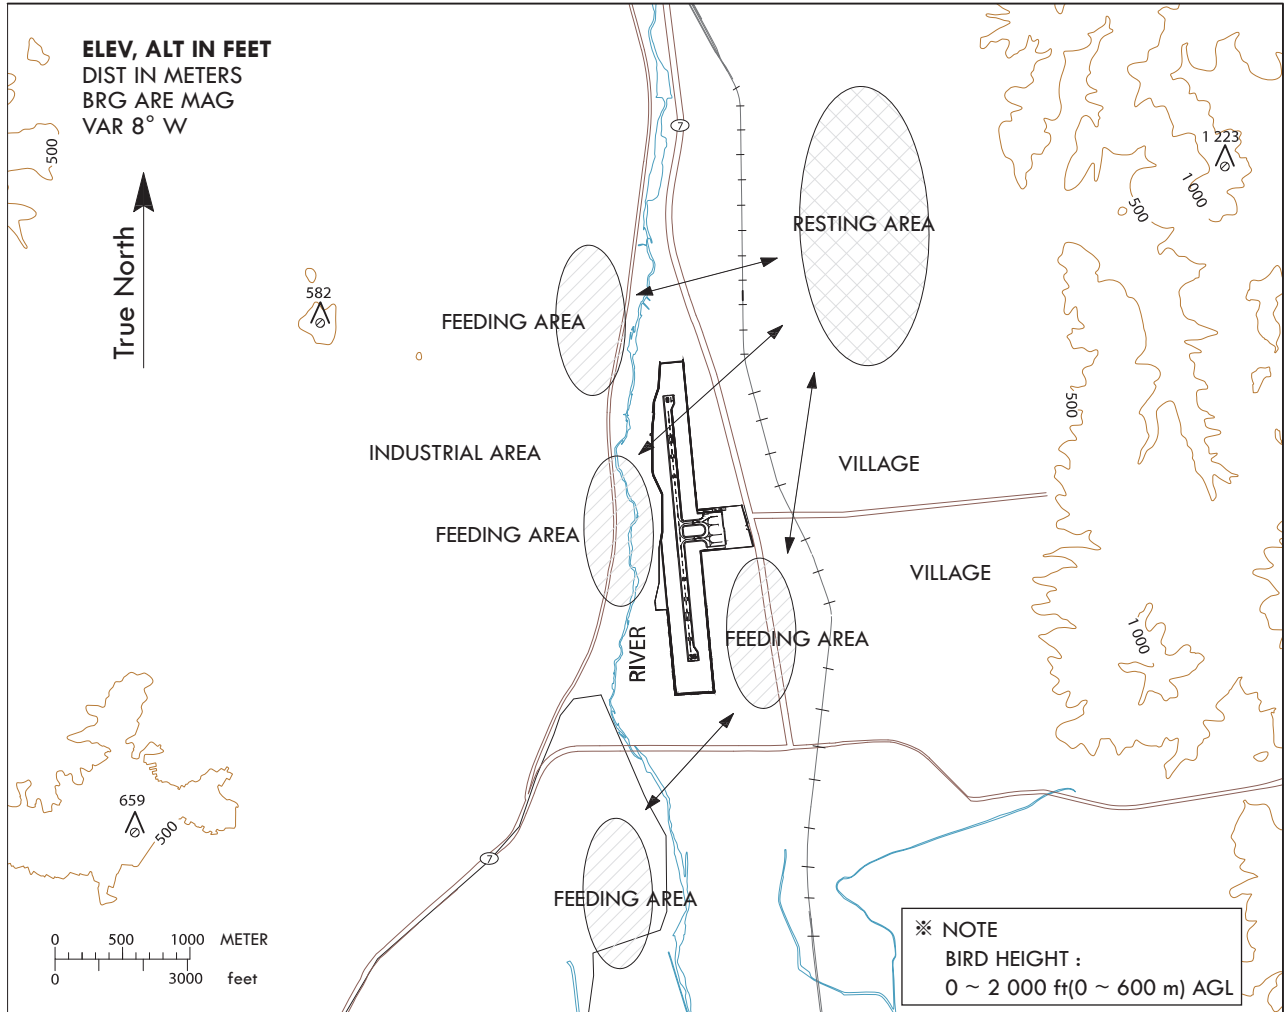 ELEV, ALT IN FEET
DIST IN METERS
BRG ARE MAG
VAR 8° W
True North
500
582
7
RESTING AREA
1 223
1 000
500
FEEDING AREA
500
INDUSTRIAL AREA
VILLAGE
FEEDING AREA
VILLAGE
RIVER
FEEDING AREA
1 000
659
500
7
FEEDING AREA
0 500 1000 METER
0 3000 feet
※ NOTE
BIRD HEIGHT :
0 ~ 2 000 ft(0 ~ 600 m) AGL